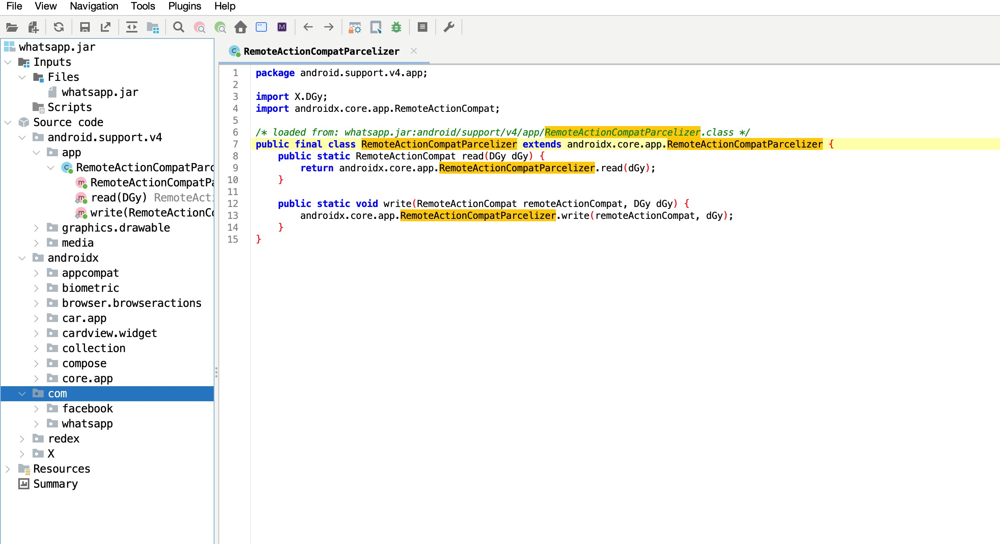 File View Navigation Tools Plugins Help
whatsapp.jar
Inputs
Files
whatsapp.jar
Scripts
Source code
android.support.v4
app
RemoteActionCompatParc
RemoteActionCompatPa
read(DGy) RemoteActi
write(RemoteActionCo
graphics.drawable
media
androidx
appcompat
biometric
browser.browseractions
car.app
cardview.widget
collection
compose
core.app
com
facebook
whatsapp
redex
X
Resources
Summary
RemoteActionCompatParcelizer
1 package android.support.v4.app;
2
3 import X.DGy;
4 import androidx.core.app.RemoteActionCompat;
5
6 /* loaded from: whatsapp.jar:android/support/v4/app/RemoteActionCompatParcelizer.class */
7 public final class RemoteActionCompatParcelizer extends androidx.core.app.RemoteActionCompatParcelizer {
8 public static RemoteActionCompat read(DGy dGy) {
9 return androidx.core.app.RemoteActionCompatParcelizer.read(dGy);
10 }
11
12 public static void write(RemoteActionCompat remoteActionCompat, DGy dGy) {
13 androidx.core.app.RemoteActionCompatParcelizer.write(remoteActionCompat, dGy);
14 }
15 }